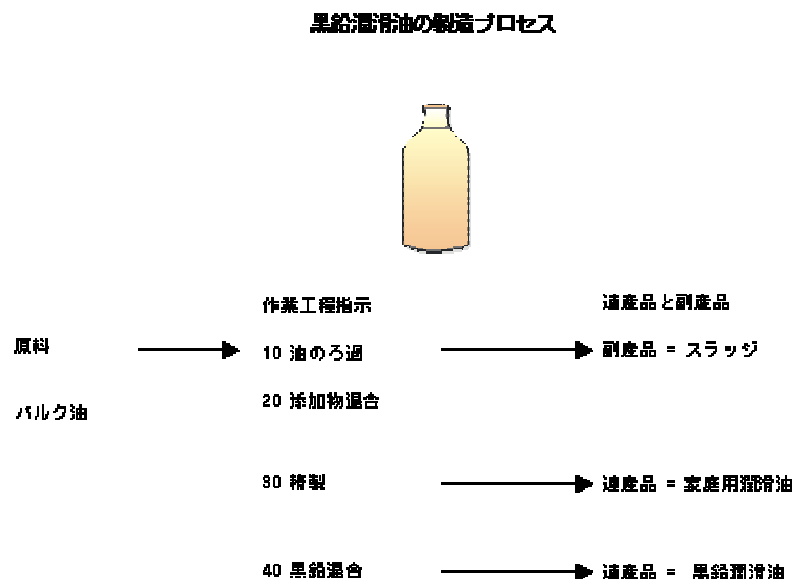 黒鉛潤滑油の製造プロセス
作業工程指示
連産品と副産品
原料
10 油のろ過
副産品 = スラッジ
バルク油
20 添加物混合
30 精製
連産品 = 家庭用潤滑油
40 黒鉛混合
連産品 = 黒鉛潤滑油